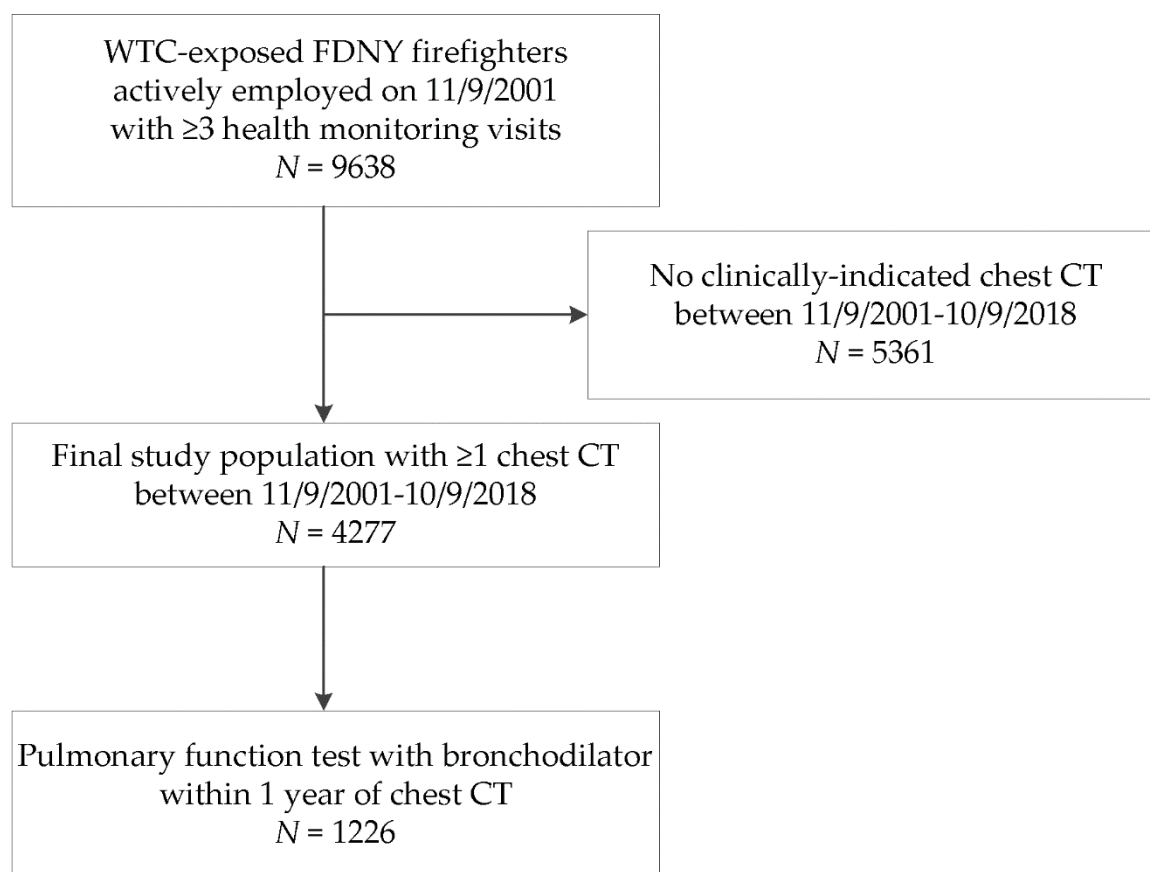 WTC-exposed FDNY firefighters
actively employed on 11/9/2001
with ≥3 health monitoring visits
N = 9638
No clinically-indicated chest CT
between 11/9/2001-10/9/2018
N = 5361
Final study population with ≥1 chest CT
between 11/9/2001-10/9/2018
N = 4277
Pulmonary function test with bronchodilator
within 1 year of chest CT
N = 1226